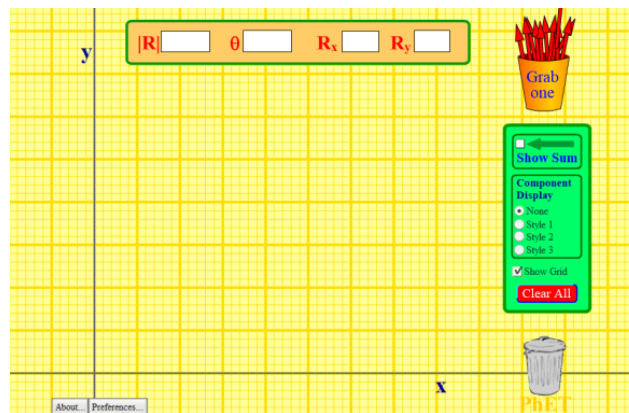 y
|R| θ Rx Ry
Grab
one
Show Sum
Component
Display
None
Style 1
Style 2
Style 3
Show Grid
Clear All
x
PhET
About... Preferences...